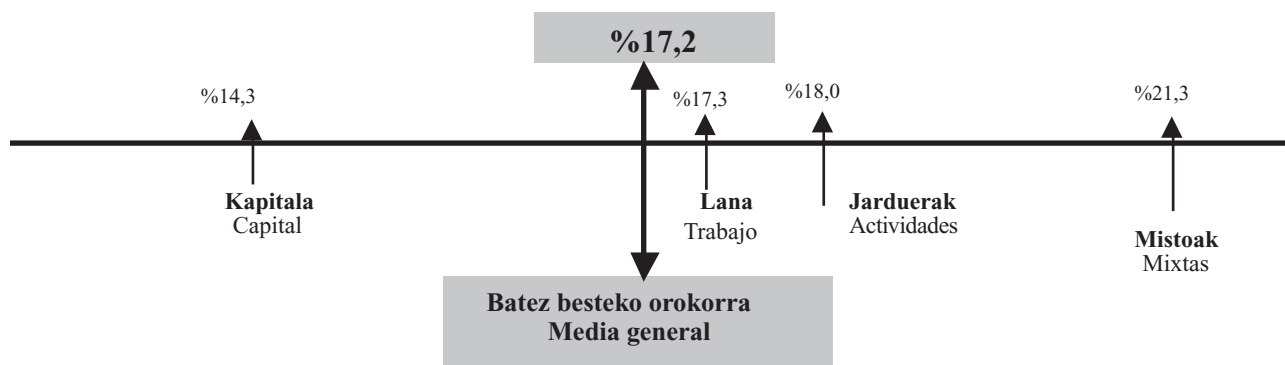 %17,2
%14,3
%17,3
%18,0
%21,3
Kapitala
Capital
Lana
Trabajo
Jarduerak
Actividades
Mistoak
Mixtas
Batez besteko orokorra
Media general